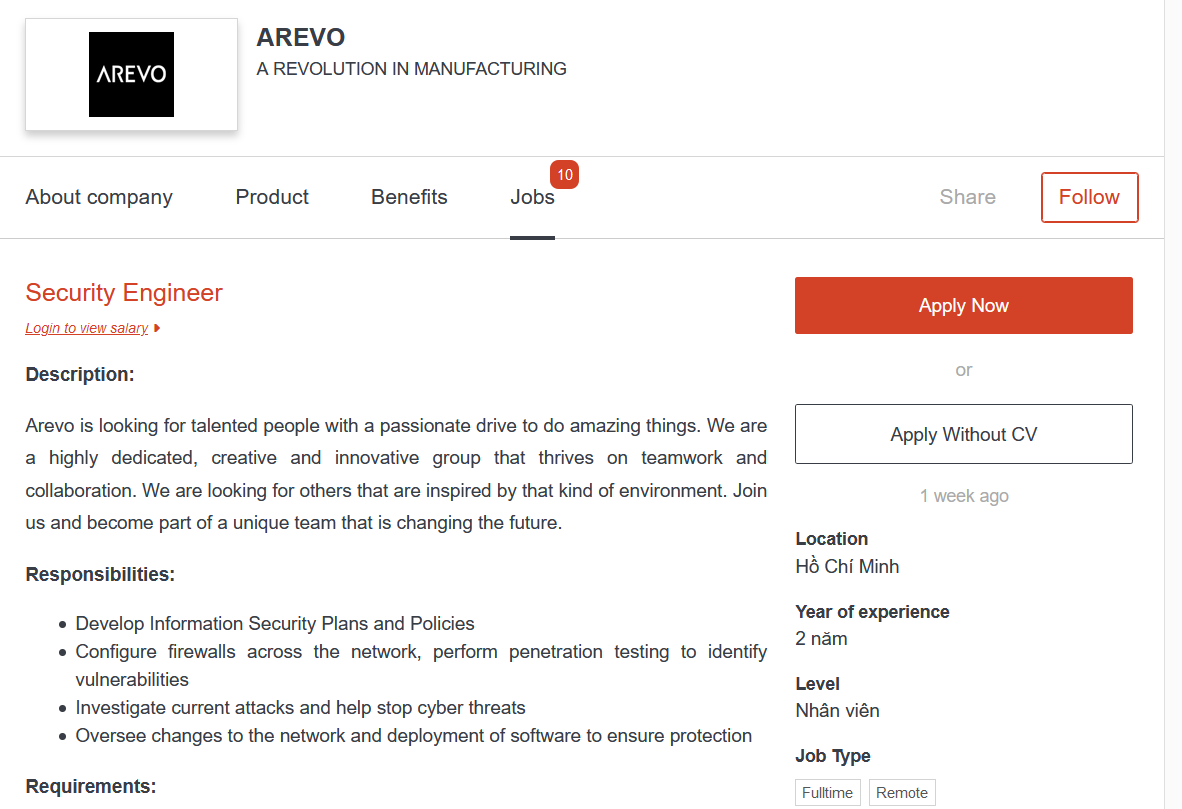 AREVO
AREVO
A REVOLUTION IN MANUFACTURING
About company
Product
Benefits
Jobs
10
Share
Follow
Security Engineer
Login to view salary
Description:
Arevo is looking for talented people with a passionate drive to do amazing things. We are
a highly dedicated, creative and innovative group that thrives on teamwork and
collaboration. We are looking for others that are inspired by that kind of environment. Join
us and become part of a unique team that is changing the future.
Responsibilities:
Develop Information Security Plans and Policies
Configure firewalls across the network, perform penetration testing to identify
vulnerabilities
Investigate current attacks and help stop cyber threats
Oversee changes to the network and deployment of software to ensure protection
Requirements:
Apply Now
or
Apply Without CV
1 week ago
Location
Hồ Chí Minh
Year of experience
2 năm
Level
Nhân viên
Job Type
Fulltime
Remote